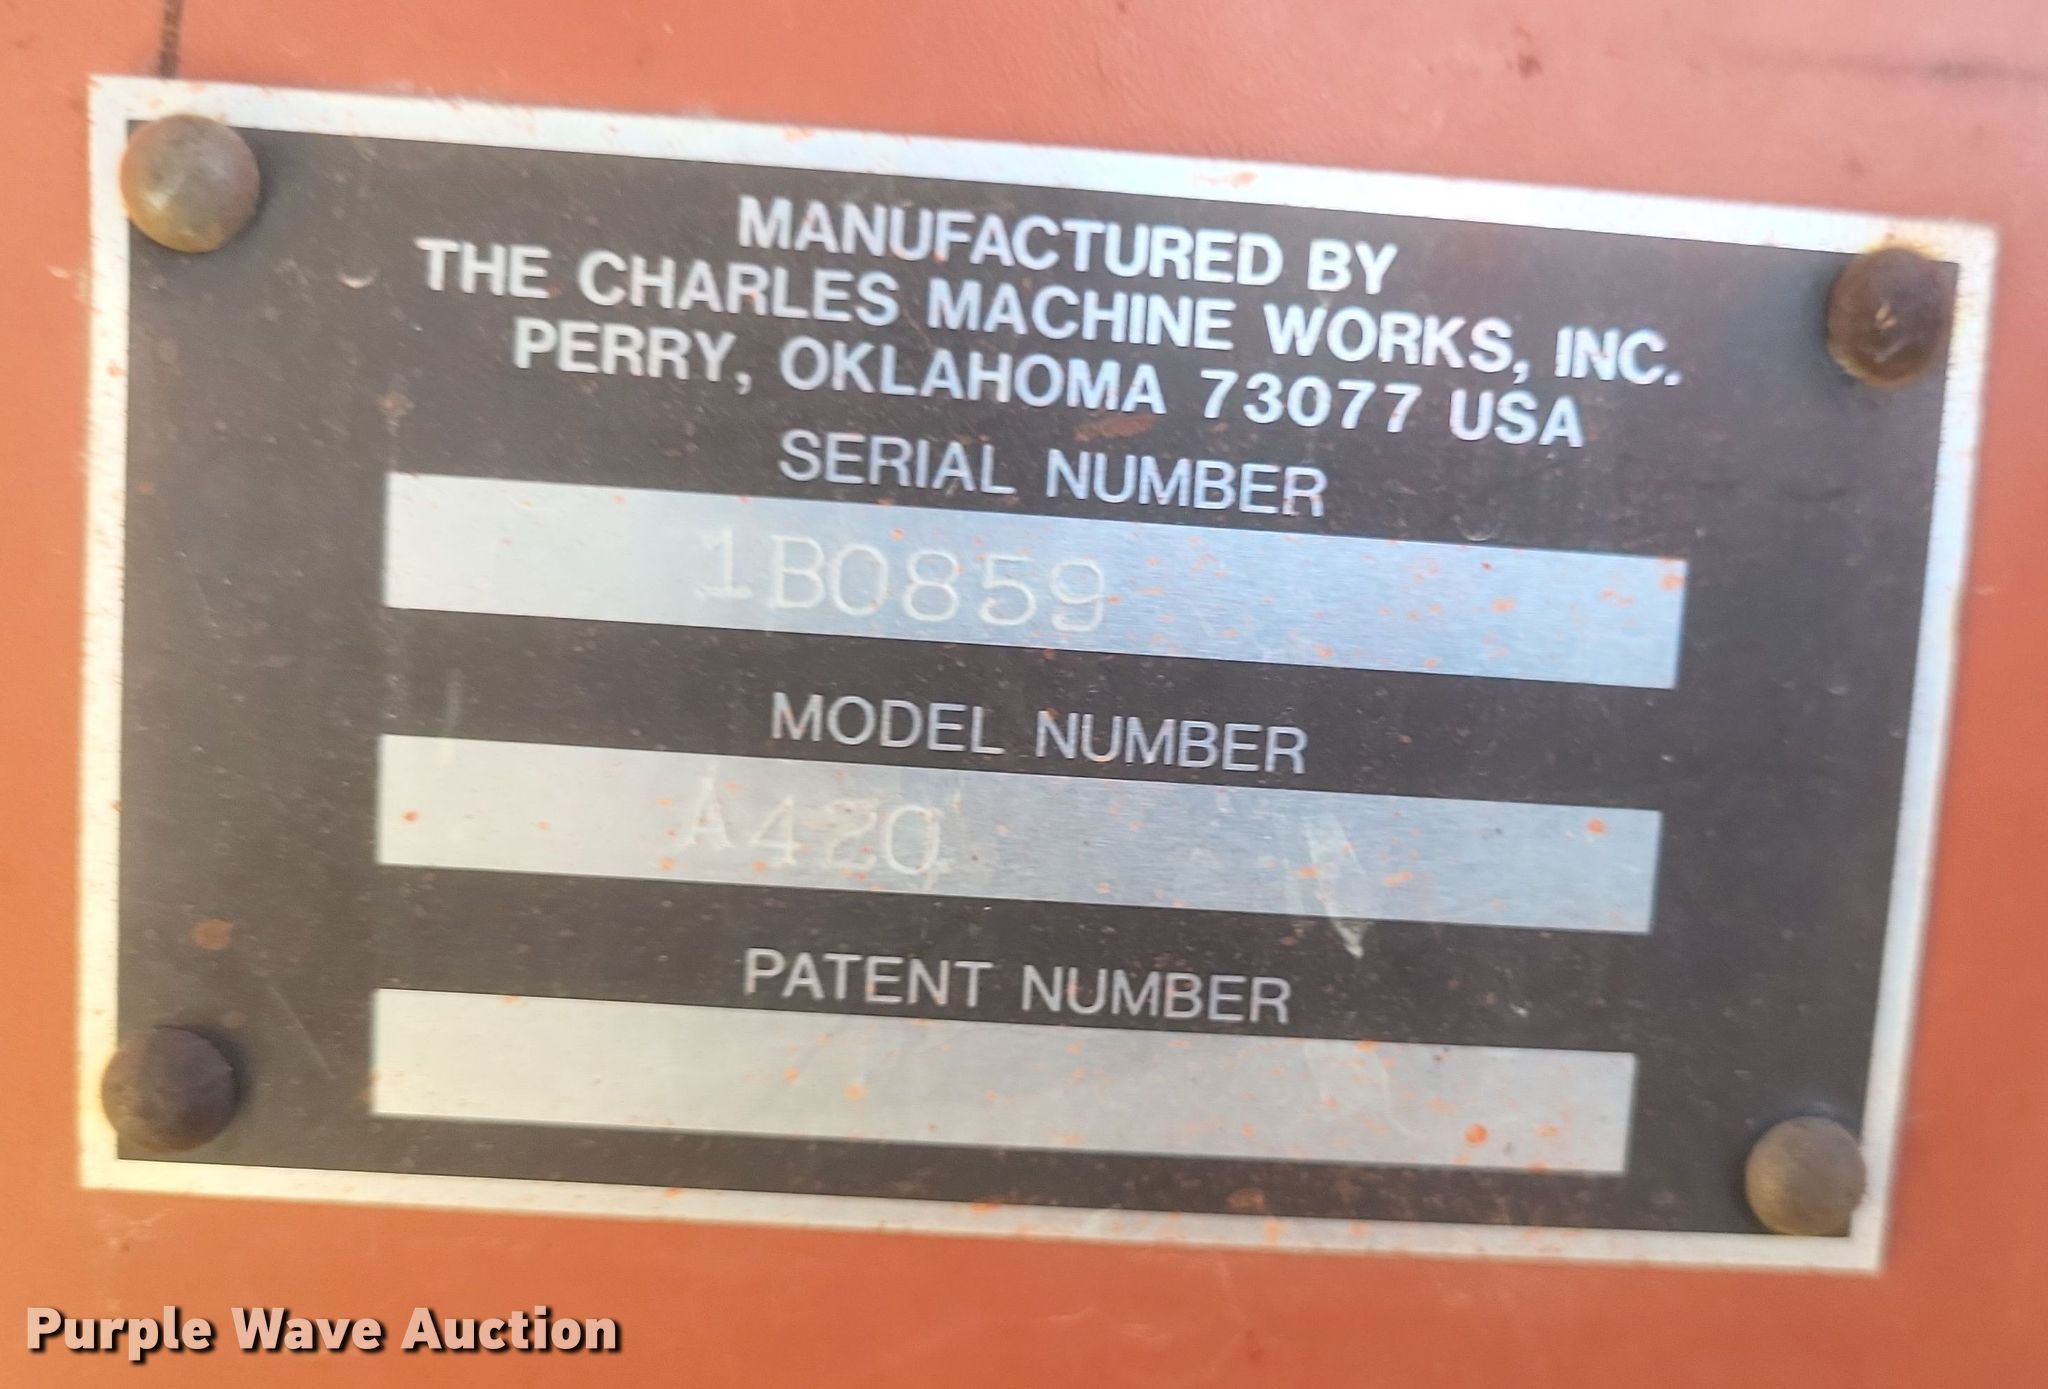 MANUFACTURED BY
THE CHARLES MACHINE WORKS, INC.
PERRY, OKLAHOMA 73077 USA
SERIAL NUMBER
1B0859
MODEL NUMBER
A420
PATENT NUMBER
Purple Wave Auction